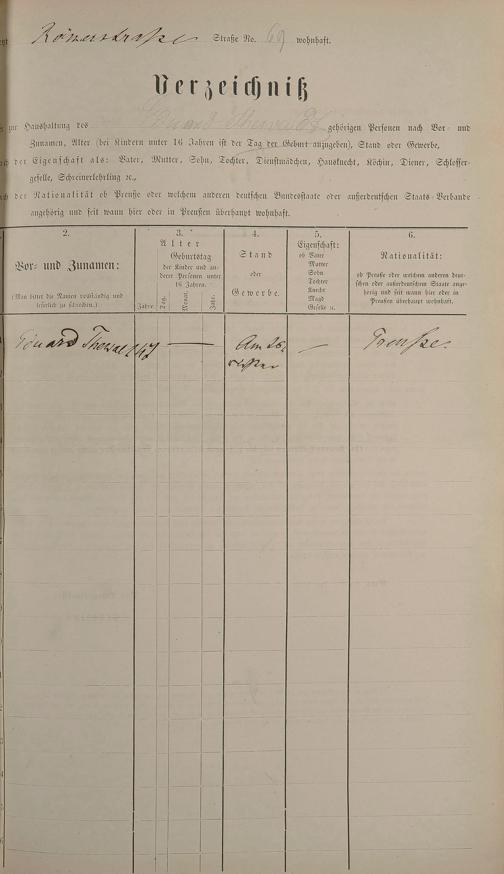 Römerstraße Straße No. 69 wohnhaft.
Verzeichniß
zur Haushaltung des Eduard gehörigen Personen nach Vor- und
Zunamen, Alter (bei Kindern unter 16 Jahren ist der Tag der Geburt anzugeben), Stand oder Gewerbe,
der Eigenschaft als: Vater, Mutter, Sohn, Tochter, Dienstmädchen, Hausknecht, Köchin, Diener, Schlosser-
geselle, Schreinerlehrling ꝛc.,
der Nationalität ob Preuße oder welchem anderen deutschen Bundesstaate oder außerdeutschen Staats-Verbande
angehörig und seit wann hier oder in Preußen überhaupt wohnhaft.
2.
Vor- und Zunamen:
(Man bittet die Namen vollständig und
leserlich zu schreiben.)
3.
Alter
Geburtstag
der Kinder und an-
derer Personen unter
16 Jahren.
Jahre. Tag. Monat. Jahr.
4.
Stand
oder
Gewerbe.
5.
Eigenschaft:
ob Vater
Mutter
Sohn
Tochter
Knecht
Magd
Geselle u.
6.
Nationalität:
ob Preuße oder welchem anderen deut-
schen oder außerdeutschen Staate ange-
hörig und seit wann hier oder in
Preußen überhaupt wohnhaft.
Eduard 47 — — Preuße